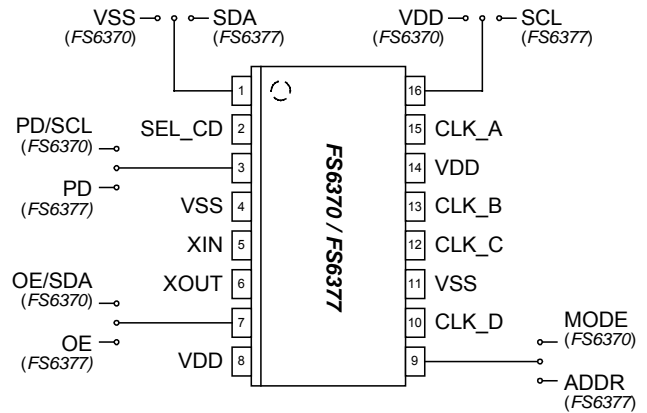 VSS SDA VDD SCL
(FS6370) (FS6377) (FS6370) (FS6377)
1 16
PD/SCL SEL_CD 2 15 CLK_A
(FS6370)
3 14 VDD
PD
(FS6377)
VSS 4 13 CLK_B
XIN 5 12 CLK_C
OE/SDA XOUT 6 11 VSS
(FS6370)
7 10 CLK_D
OE
(FS6377)
VDD 8 9
FS6370 / FS6377
MODE
(FS6370)
ADDR
(FS6377)